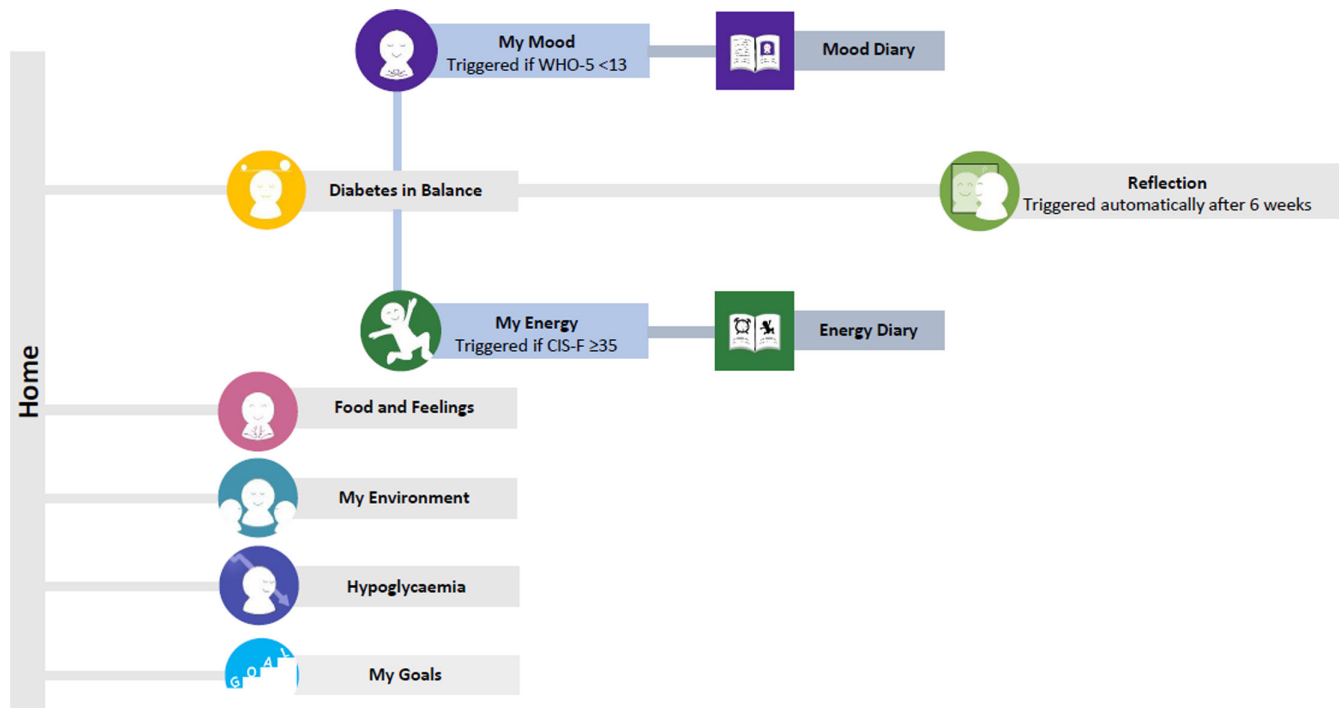 Home
My Mood
Triggered if WHO-5 <13
Mood Diary
Diabetes in Balance
Reflection
Triggered automatically after 6 weeks
My Energy
Triggered if CIS-F ≥35
Energy Diary
Food and Feelings
My Environment
Hypoglycaemia
GOAL
My Goals